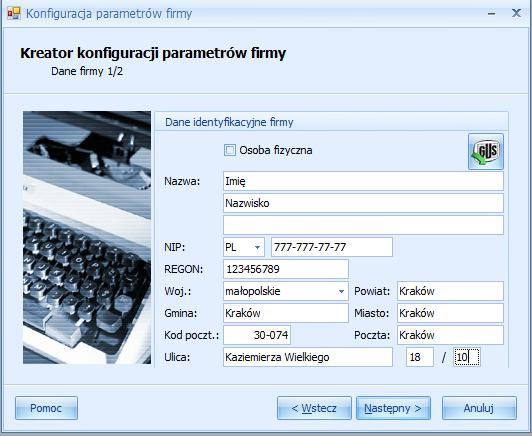 Konfiguracja parametrów firmy
Kreator konfiguracji parametrów firmy
Dane firmy 1/2
Dane identyfikacyjne firmy
Osoba fizyczna
GUS
Nazwa: Imię
Nazwisko
NIP: PL 777-777-77-77
REGON: 123456789
Woj.: małopolskie Powiat: Kraków
Gmina: Kraków Miasto: Kraków
Kod poczt.: 30-074 Poczta: Kraków
Ulica: Kaziemierza Wielkiego 18 / 10
Pomoc < Wstecz Następny > Anuluj